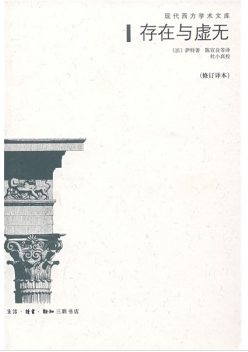 现代西方学术文库
存在与虚无
〔法〕萨特著 陈宣良等译
杜小真校
(修订译本)
生活·读书·新知三联书店